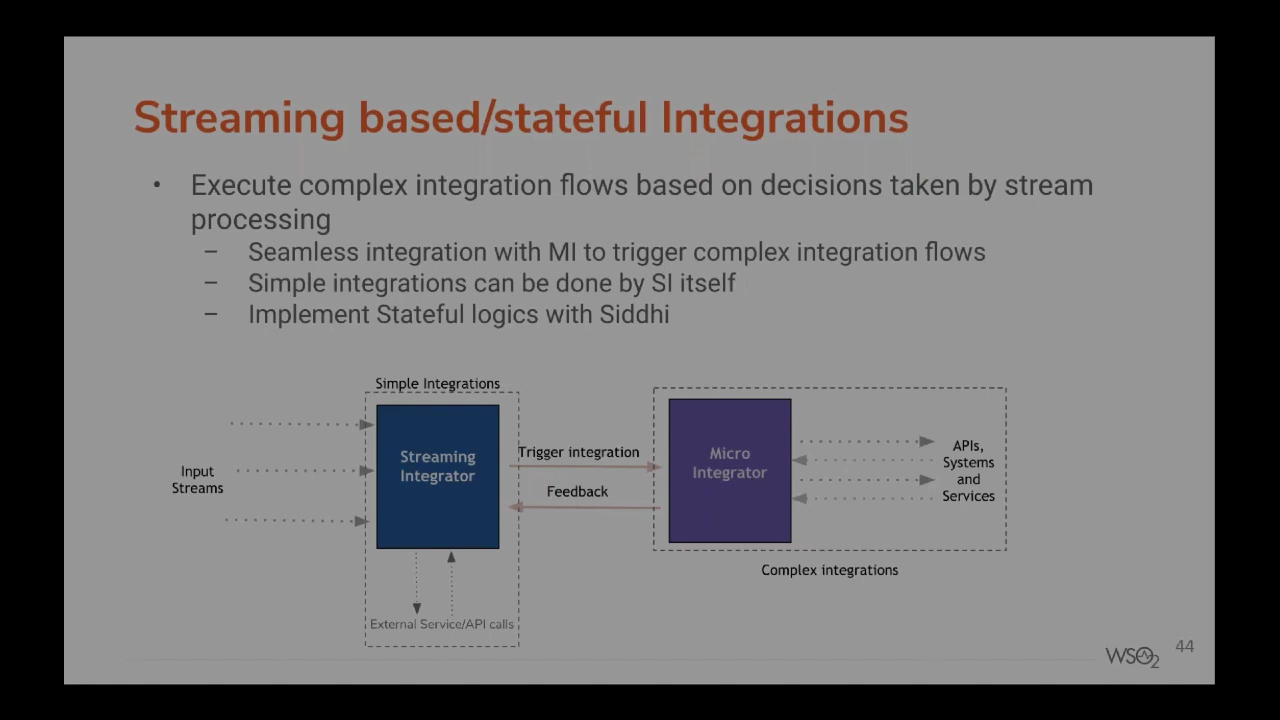 Streaming based/stateful Integrations
• Execute complex integration flows based on decisions taken by stream
processing
– Seamless integration with MI to trigger complex integration flows
– Simple integrations can be done by SI itself
– Implement Stateful logics with Siddhi
Simple Integrations
Input
Streams
Streaming
Integrator
Trigger integration
Feedback
Micro
Integrator
APIs,
Systems
and
Services
Complex integrations
External Service/API calls
WSO2
44